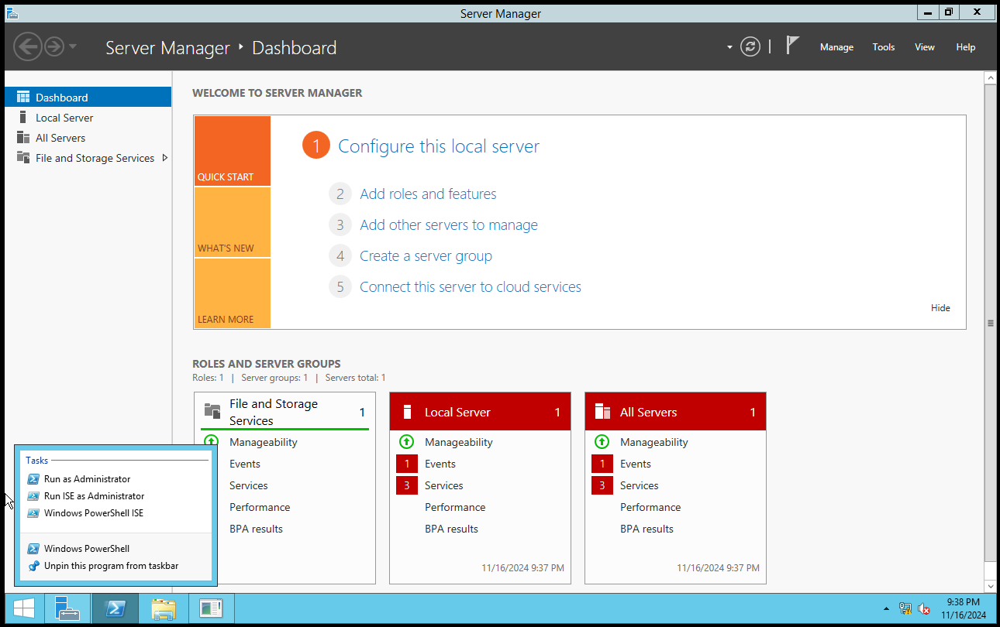 Server Manager
Server Manager ‣ Dashboard
Manage Tools View Help
Dashboard
Local Server
All Servers
File and Storage Services
WELCOME TO SERVER MANAGER
QUICK START
WHAT'S NEW
LEARN MORE
1 Configure this local server
2 Add roles and features
3 Add other servers to manage
4 Create a server group
5 Connect this server to cloud services
Hide
ROLES AND SERVER GROUPS
Roles: 1 | Server groups: 1 | Servers total: 1
File and Storage Services 1
Manageability
Events
Services
Performance
BPA results
Local Server 1
Manageability
1 Events
3 Services
Performance
BPA results
11/16/2024 9:37 PM
All Servers 1
Manageability
1 Events
3 Services
Performance
BPA results
11/16/2024 9:37 PM
Tasks
Run as Administrator
Run ISE as Administrator
Windows PowerShell ISE
Windows PowerShell
Unpin this program from taskbar
9:38 PM
11/16/2024